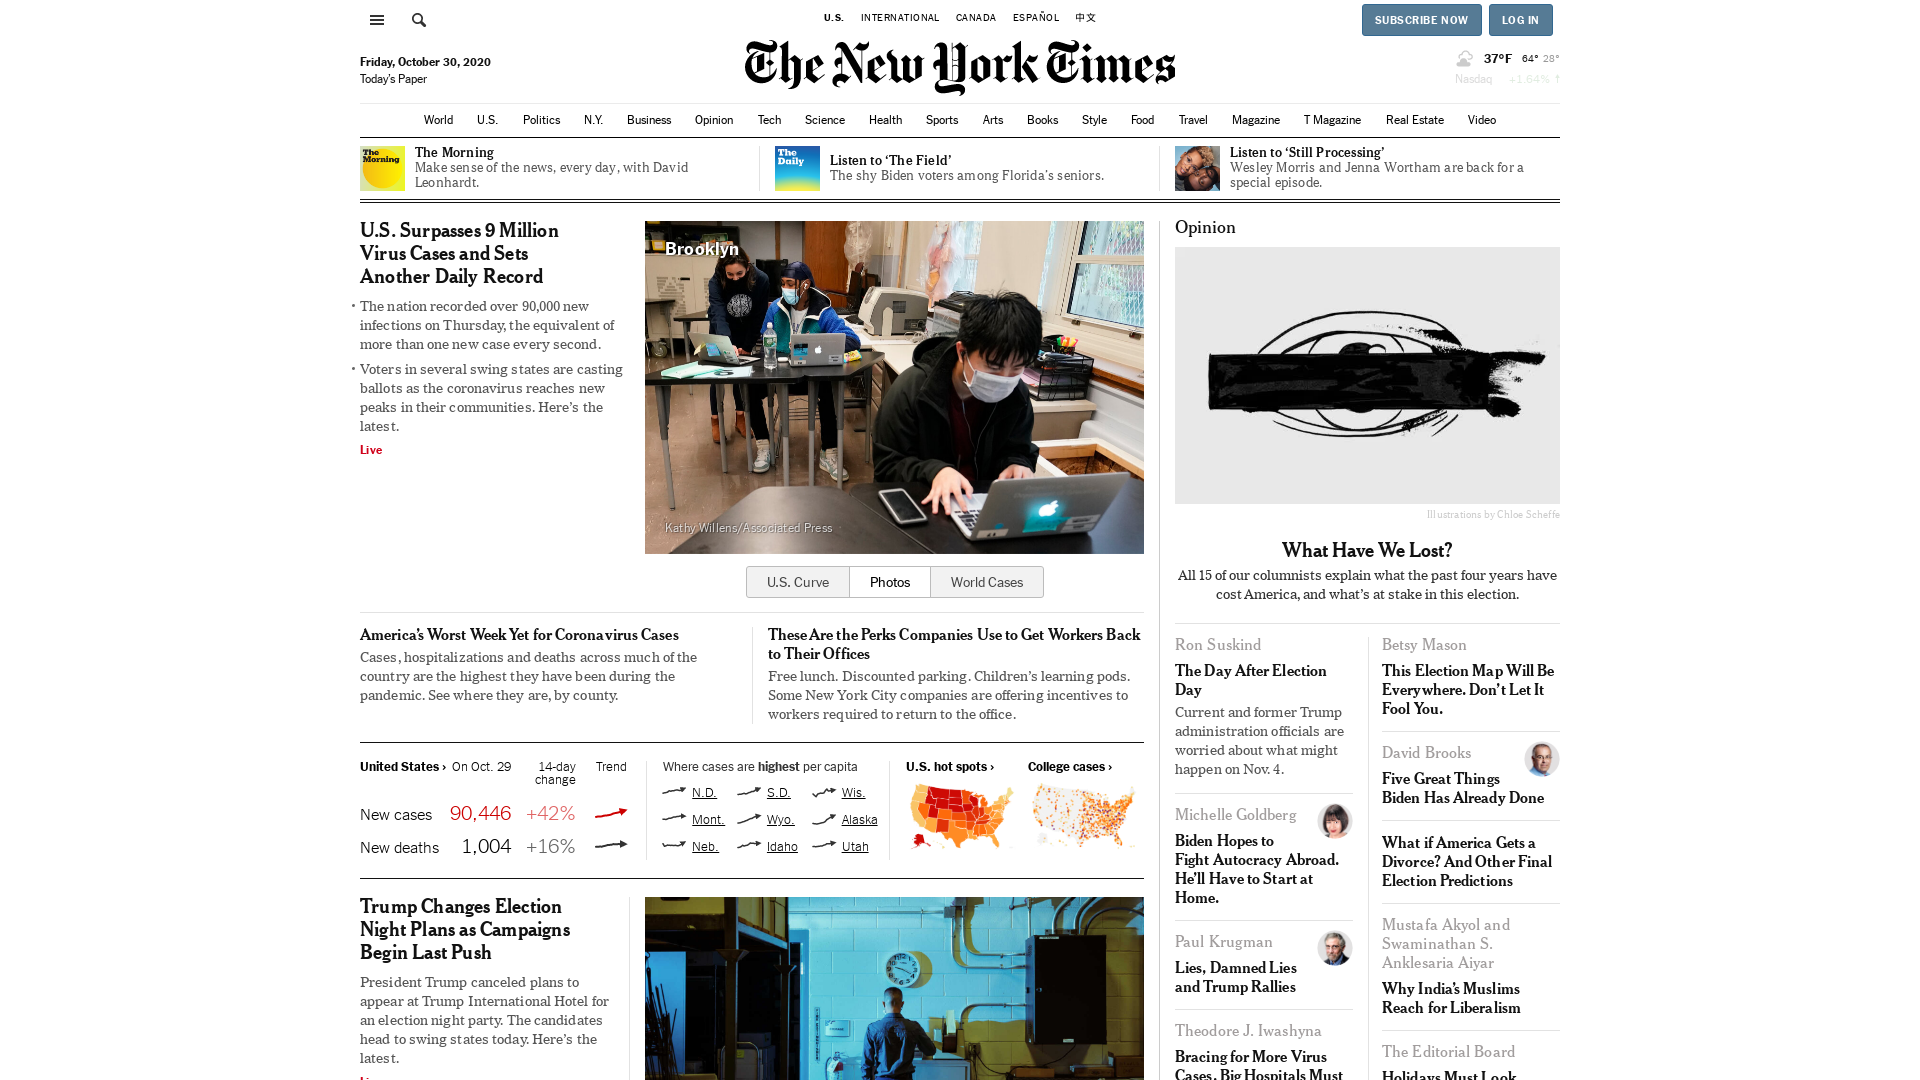 U.S. INTERNATIONAL CANADA ESPAÑOL 中文
SUBSCRIBE NOW LOG IN
The New York Times
Friday, October 30, 2020
Today's Paper
37°F 64° 28°
Nasdaq +1.64% ↑
World U.S. Politics N.Y. Business Opinion Tech Science Health Sports Arts Books Style Food Travel Magazine T Magazine Real Estate Video
The Morning
The Morning
Make sense of the news, every day, with David
Leonhardt.
The Daily
Listen to ‘The Field’
The shy Biden voters among Florida’s seniors.
Listen to ‘Still Processing’
Wesley Morris and Jenna Wortham are back for a
special episode.
U.S. Surpasses 9 Million
Virus Cases and Sets
Another Daily Record
• The nation recorded over 90,000 new
infections on Thursday, the equivalent of
more than one new case every second.
• Voters in several swing states are casting
ballots as the coronavirus reaches new
peaks in their communities. Here’s the
latest.
Live
Brooklyn
Kathy Willens/Associated Press
U.S. Curve Photos World Cases
America’s Worst Week Yet for Coronavirus Cases
Cases, hospitalizations and deaths across much of the
country are the highest they have been during the
pandemic. See where they are, by county.
These Are the Perks Companies Use to Get Workers Back
to Their Offices
Free lunch. Discounted parking. Children’s learning pods.
Some New York City companies are offering incentives to
workers required to return to the office.
United States › On Oct. 29 14-day change Trend
New cases 90,446 +42%
New deaths 1,004 +16%
Where cases are highest per capita
N.D. S.D. Wis.
Mont. Wyo. Alaska
Neb. Idaho Utah
U.S. hot spots › College cases ›
Trump Changes Election
Night Plans as Campaigns
Begin Last Push
President Trump canceled plans to
appear at Trump International Hotel for
an election night party. The candidates
head to swing states today. Here’s the
latest.
Opinion
Illustrations by Chloe Scheffe
What Have We Lost?
All 15 of our columnists explain what the past four years have
cost America, and what’s at stake in this election.
Ron Suskind
The Day After Election
Day
Current and former Trump
administration officials are
worried about what might
happen on Nov. 4.
Michelle Goldberg
Biden Hopes to
Fight Autocracy Abroad.
He’ll Have to Start at
Home.
Paul Krugman
Lies, Damned Lies
and Trump Rallies
Theodore J. Iwashyna
Bracing for More Virus
Cases, Big Hospitals Must
Betsy Mason
This Election Map Will Be
Everywhere. Don’t Let It
Fool You.
David Brooks
Five Great Things
Biden Has Already Done
What if America Gets a
Divorce? And Other Final
Election Predictions
Mustafa Akyol and
Swaminathan S.
Anklesaria Aiyar
Why India’s Muslims
Reach for Liberalism
The Editorial Board
Holidays Must Look